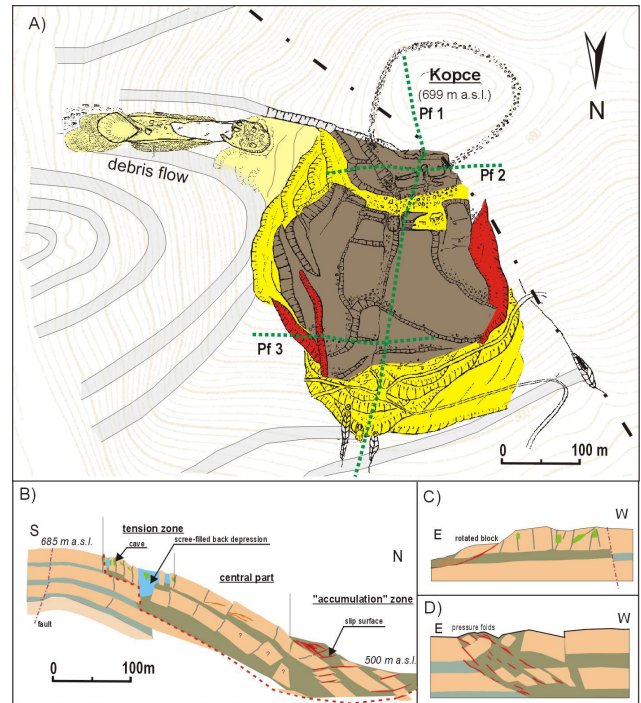 A)
Kopce
(699 m a.s.l.)
Pf 1
N
Pf 2
debris flow
Pf 3
0 100 m
B)
S
685 m a.s.l.
tension zone
cave
scree-filled back depression
N
central part
"accumulation" zone
slip surface
fault
?
?
?
500 m a.s.l.
0 100m
C)
W
E
rotated block
D)
E
pressure folds
W